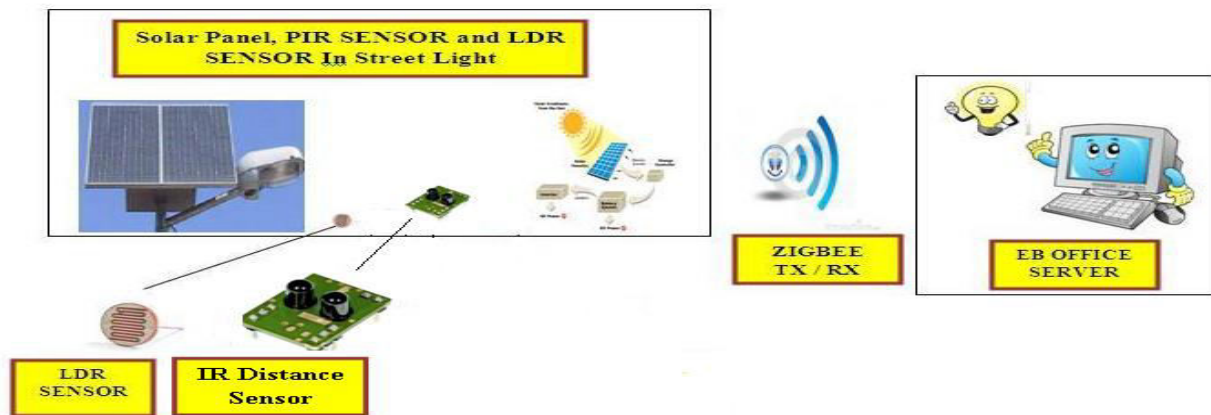 Solar Panel, PIR SENSOR and LDR
SENSOR In Street Light
ZIGBEE
TX / RX
EB OFFICE
SERVER
LDR
SENSOR
IR Distance
Sensor